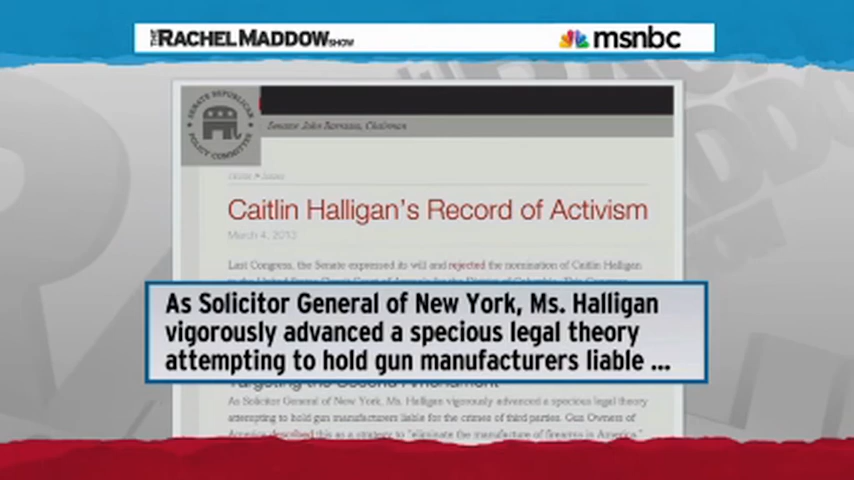 THE RACHEL MADDOW SHOW
msnbc
SENATE REPUBLICAN
POLICY COMMITTEE
Senator John Barrasso, Chairman
Caitlin Halligan's Record of Activism
March 4, 2013
Last Congress, the Senate expressed its will and rejected the nomination of Caitlin Halligan
As Solicitor General of New York, Ms. Halligan
vigorously advanced a specious legal theory
attempting to hold gun manufacturers liable ...
Targeting the Second Amendment
As Solicitor General of New York, Ms. Halligan vigorously advanced a specious legal theory
attempting to hold gun manufacturers liable for the crimes of third parties. Gun Owners of
America described this as a strategy to "eliminate the manufacture of firearms in America."